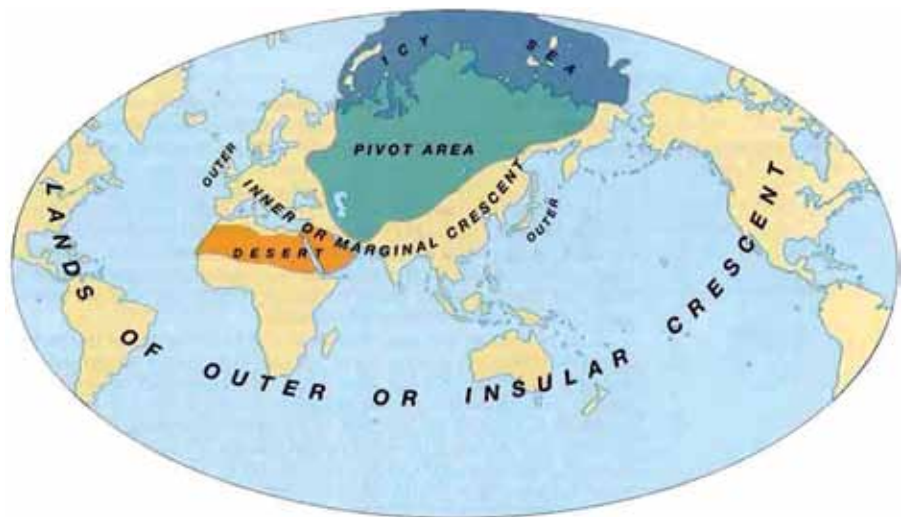 ICY SEA
PIVOT AREA
OUTER
INNER OR MARGINAL CRESCENT
OUTER
DESERT
LANDS OF OUTER OR INSULAR CRESCENT